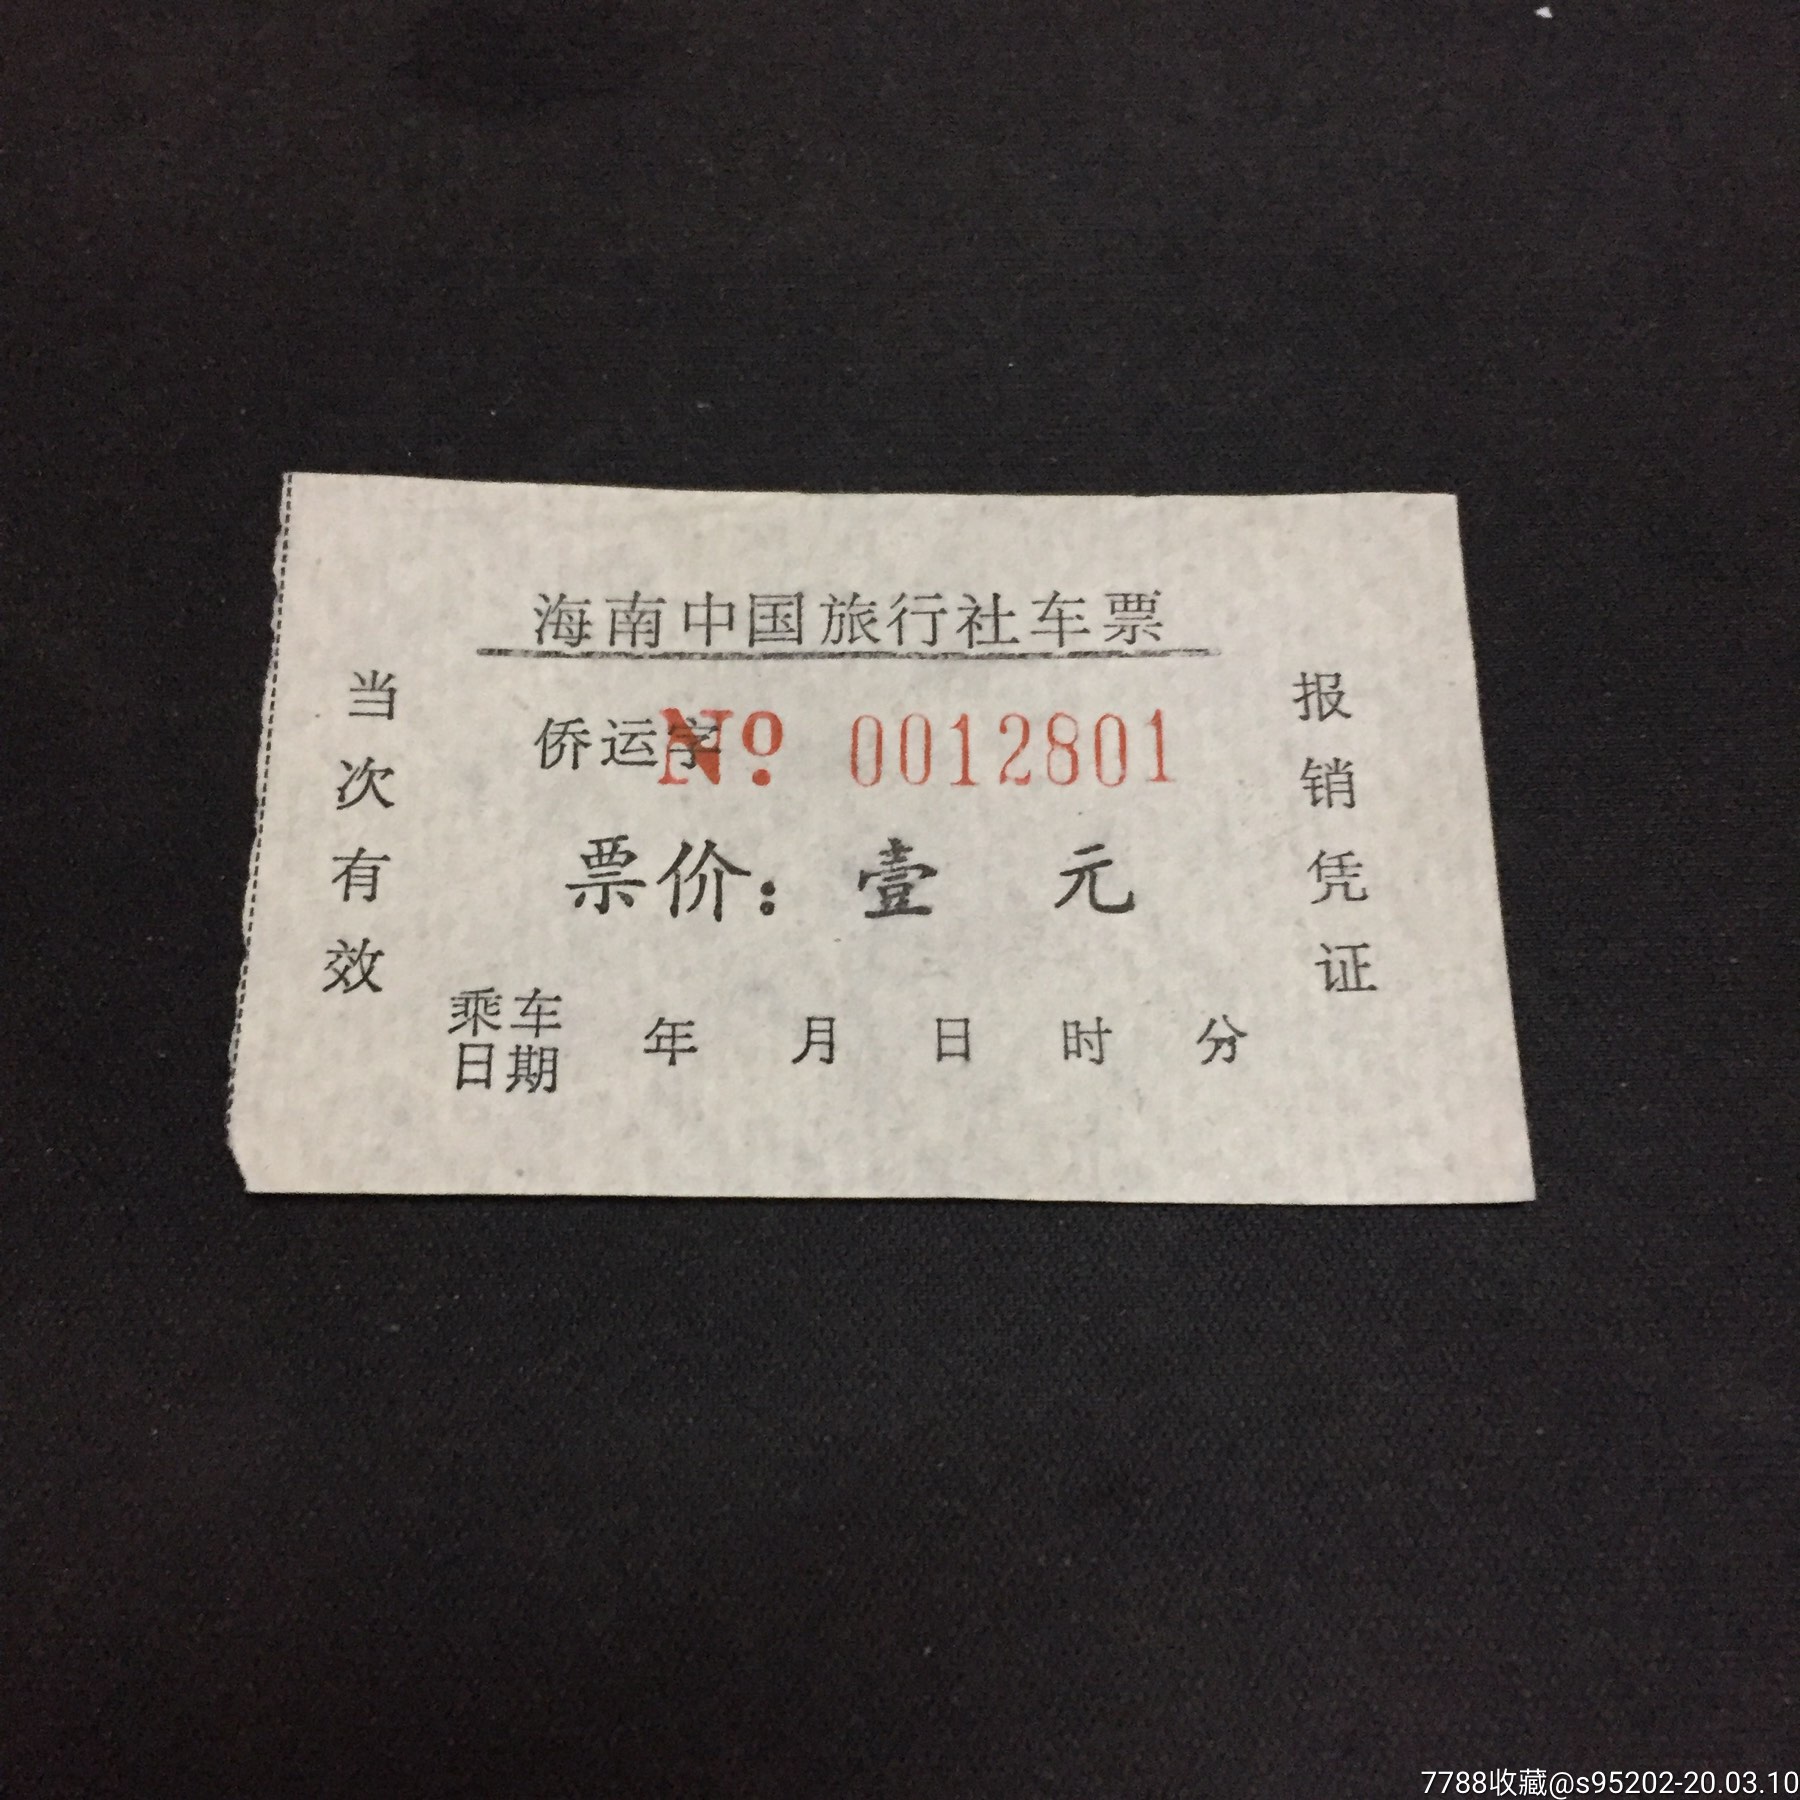 海南中国旅行社车票
当次有效
侨运字 № 0012801
票价：壹 元
报销凭证
乘车日期 年 月 日 时 分
7788收藏@s95202-20.03.10